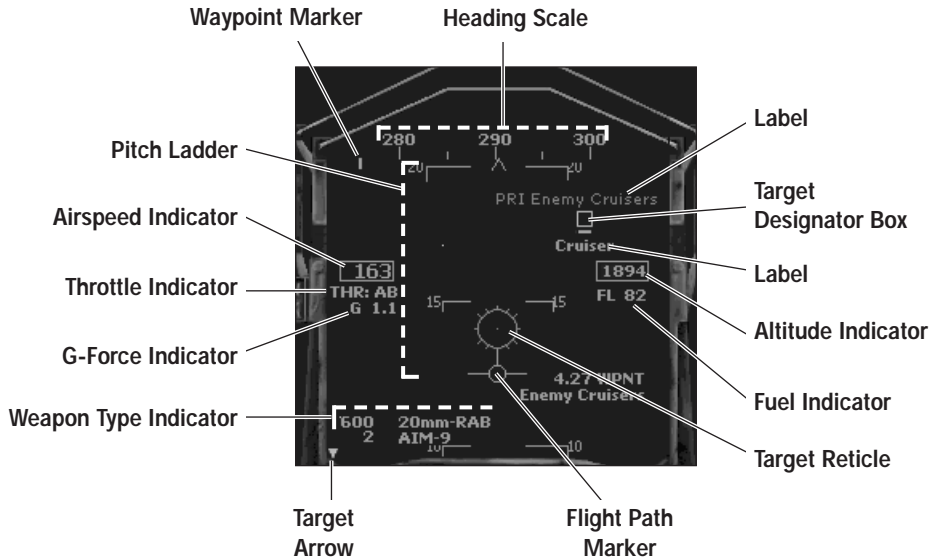 Waypoint Marker
Heading Scale
Label
Pitch Ladder
Target
Designator Box
Airspeed Indicator
Label
Throttle Indicator
Altitude Indicator
G-Force Indicator
Fuel Indicator
Weapon Type Indicator
Target Reticle
Target
Arrow
Flight Path
Marker
280 290 300
20 20
PRI Enemy Cruisers
Cruiser
163
1894
THR: AB
FL 82
G 1.1
15 15
4.27 WPNT
Enemy Cruisers
600 20mm-RAB
2 AIM-9
10 10